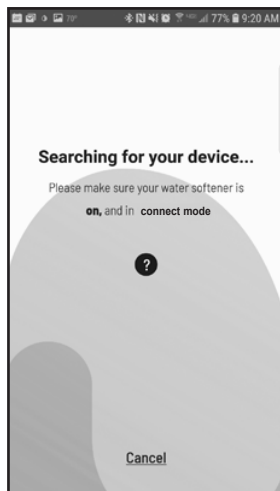 70° 77% 9:20 AM
Searching for your device...
Please make sure your water softener is
on, and in connect mode
?
Cancel